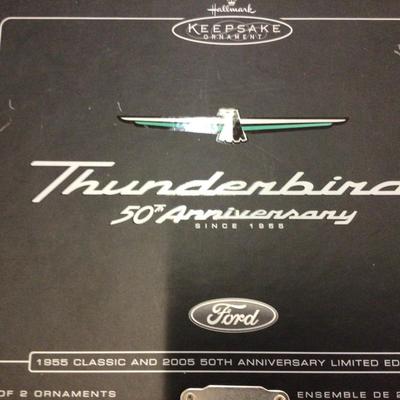 Hallmark
KEEPSAKE
ORNAMENT
Thunderbird
50th Anniversary
SINCE 1955
Ford
1955 CLASSIC AND 2005 50TH ANNIVERSARY LIMITED ED
OF 2 ORNAMENTS
ENSEMBLE DE 2